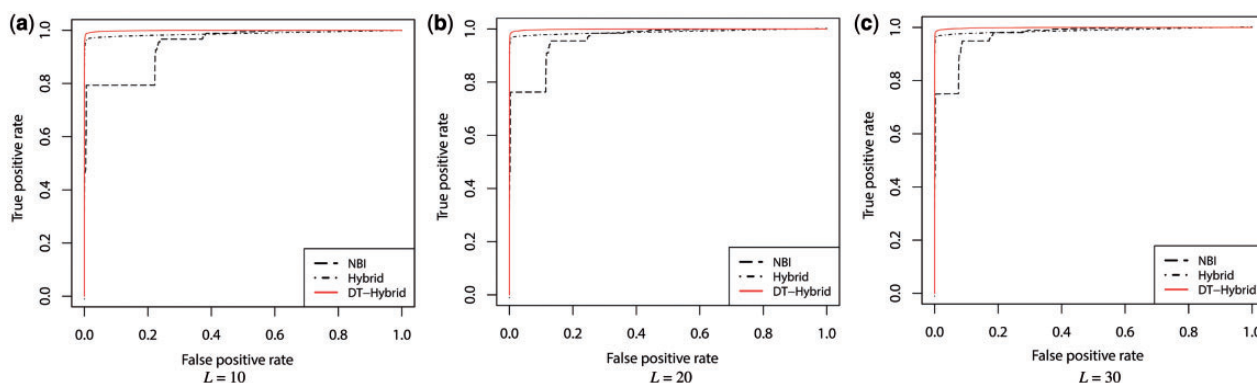 (a)
True positive rate
1.0
0.8
0.6
0.4
0.2
0.0
NBI
Hybrid
DT–Hybrid
0.0 0.2 0.4 0.6 0.8 1.0
False positive rate
L = 10
(b)
True positive rate
1.0
0.8
0.6
0.4
0.2
0.0
NBI
Hybrid
DT–Hybrid
0.0 0.2 0.4 0.6 0.8 1.0
False positive rate
L = 20
(c)
True positive rate
1.0
0.8
0.6
0.4
0.2
0.0
NBI
Hybrid
DT–Hybrid
0.0 0.2 0.4 0.6 0.8 1.0
False positive rate
L = 30